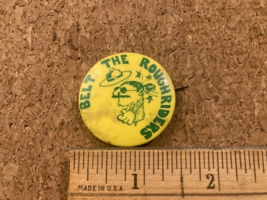 BELT THE ROUGHRIDERS
MADE IN U.S.A.
1 2